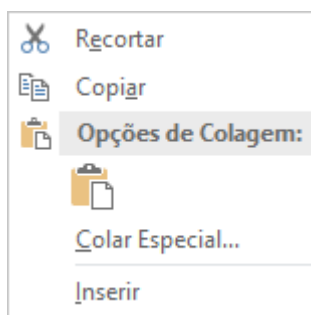 Recortar
Copiar
Opções de Colagem:
Colar Especial...
Inserir